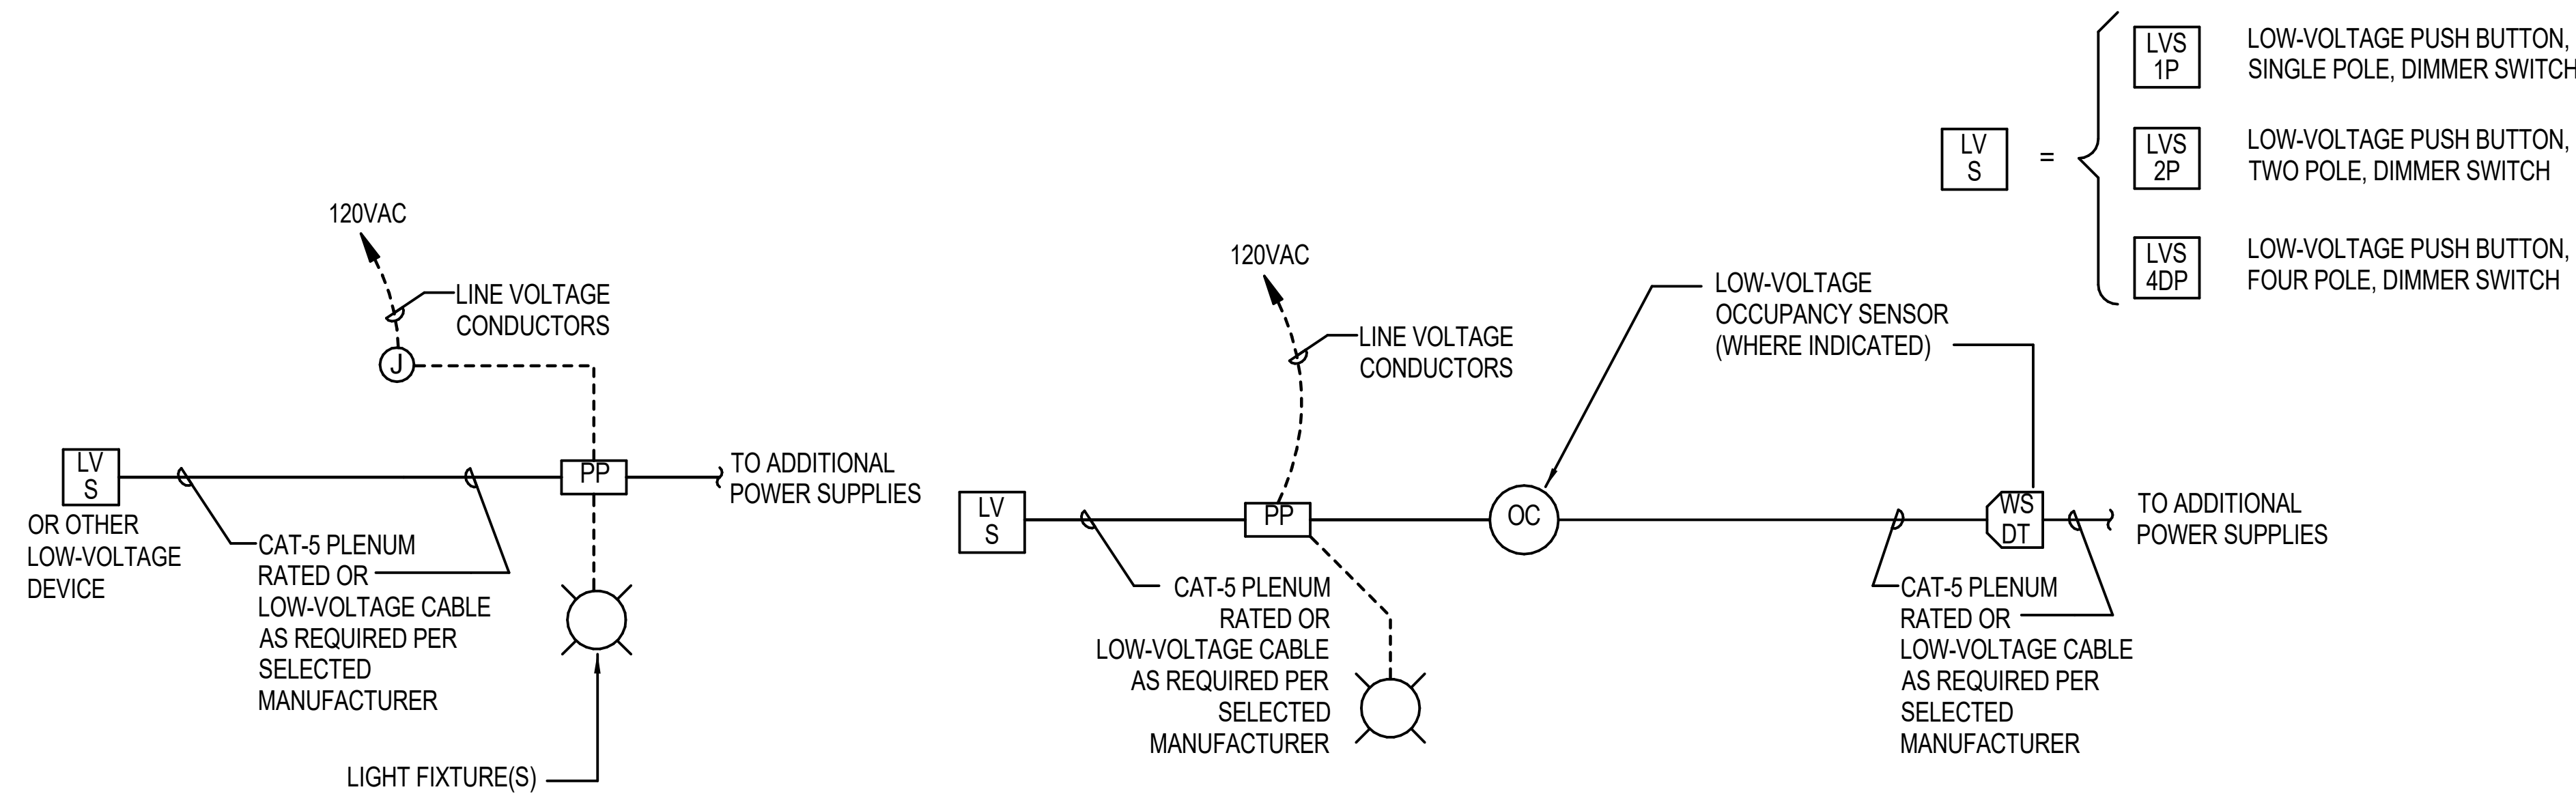 120VAC
LINE VOLTAGE
CONDUCTORS
J
LV
S
PP
TO ADDITIONAL
POWER SUPPLIES
OR OTHER
LOW-VOLTAGE
DEVICE
CAT-5 PLENUM
RATED OR
LOW-VOLTAGE CABLE
AS REQUIRED PER
SELECTED
MANUFACTURER
LIGHT FIXTURE(S)
120VAC
LINE VOLTAGE
CONDUCTORS
LOW-VOLTAGE
OCCUPANCY SENSOR
(WHERE INDICATED)
LV
S
PP
OC
WS
DT
TO ADDITIONAL
POWER SUPPLIES
CAT-5 PLENUM
RATED OR
LOW-VOLTAGE CABLE
AS REQUIRED PER
SELECTED
MANUFACTURER
CAT-5 PLENUM
RATED OR
LOW-VOLTAGE CABLE
AS REQUIRED PER
SELECTED
MANUFACTURER
LV
S
=
LVS
1P
LOW-VOLTAGE PUSH BUTTON,
SINGLE POLE, DIMMER SWITCH
LVS
2P
LOW-VOLTAGE PUSH BUTTON,
TWO POLE, DIMMER SWITCH
LVS
4DP
LOW-VOLTAGE PUSH BUTTON,
FOUR POLE, DIMMER SWITCH